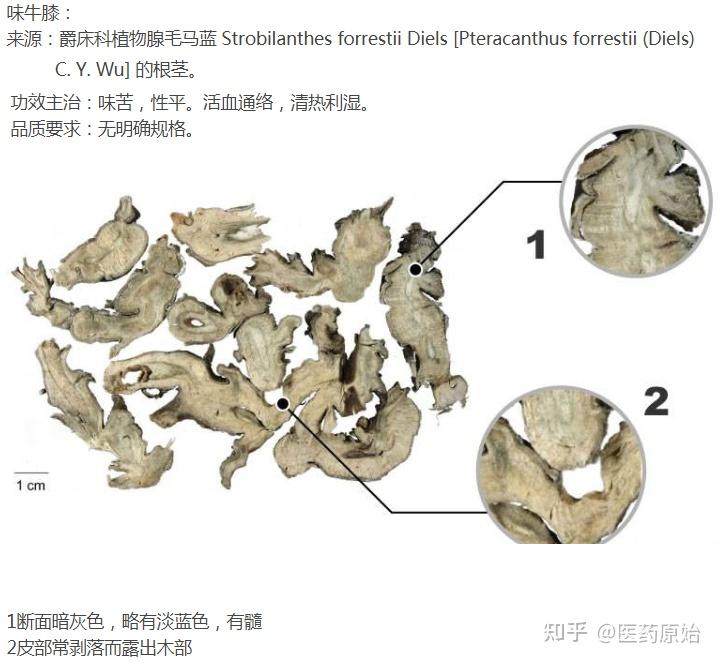 味牛膝：
来源：爵床科植物腺毛马蓝 Strobilanthes forrestii Diels [Pteracanthus forrestii (Diels)
C. Y. Wu] 的根茎。
功效主治：味苦，性平。活血通络，清热利湿。
品质要求：无明确规格。
1
2
1 cm
1断面暗灰色，略有淡蓝色，有髓
2皮部常剥落而露出木部
知乎 @医药原始